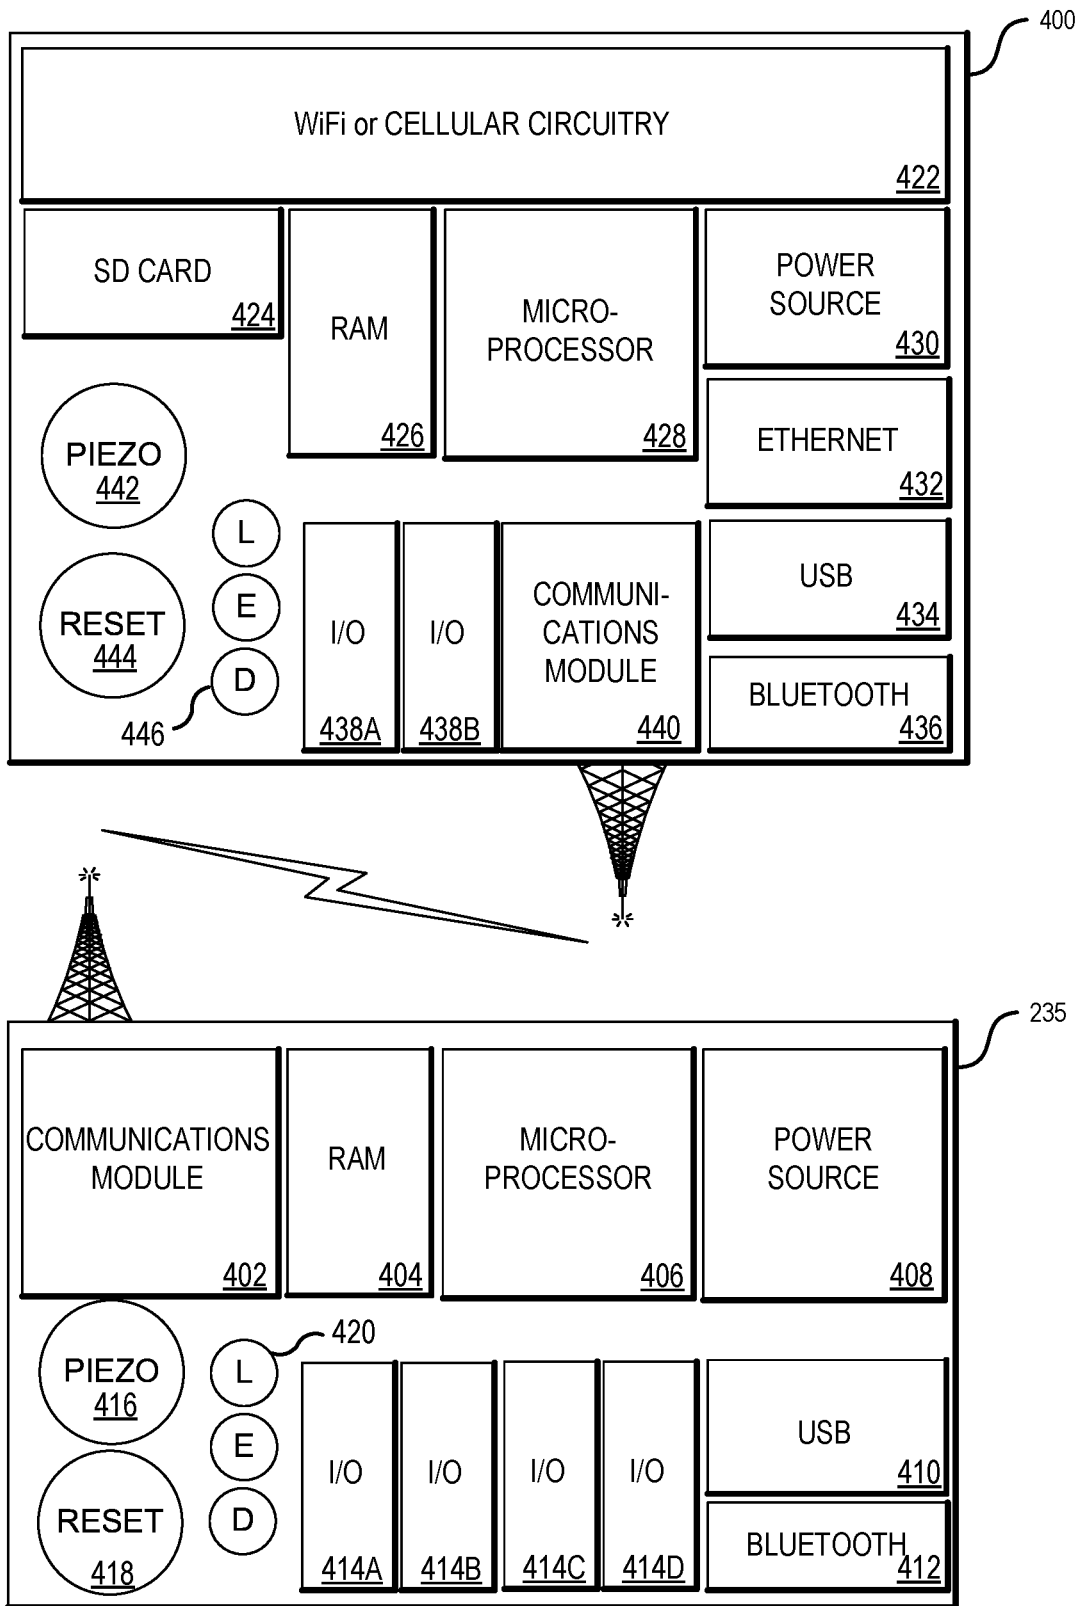 400
WiFi or CELLULAR CIRCUITRY
422
SD CARD
424
RAM
426
MICRO-
PROCESSOR
428
POWER
SOURCE
430
PIEZO
442
ETHERNET
432
RESET
444
L
E
D
446
I/O
438A
I/O
438B
COMMUNI-
CATIONS
MODULE
440
USB
434
BLUETOOTH
436
235
COMMUNICATIONS
MODULE
402
RAM
404
MICRO-
PROCESSOR
406
POWER
SOURCE
408
PIEZO
416
RESET
418
420
L
E
D
I/O
414A
I/O
414B
I/O
414C
I/O
414D
USB
410
BLUETOOTH
412